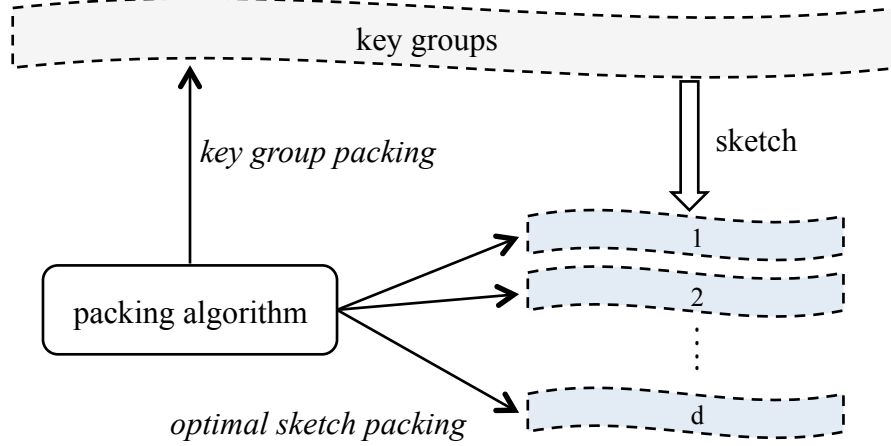 key groups
key group packing
sketch
1
2
packing algorithm
d
optimal sketch packing